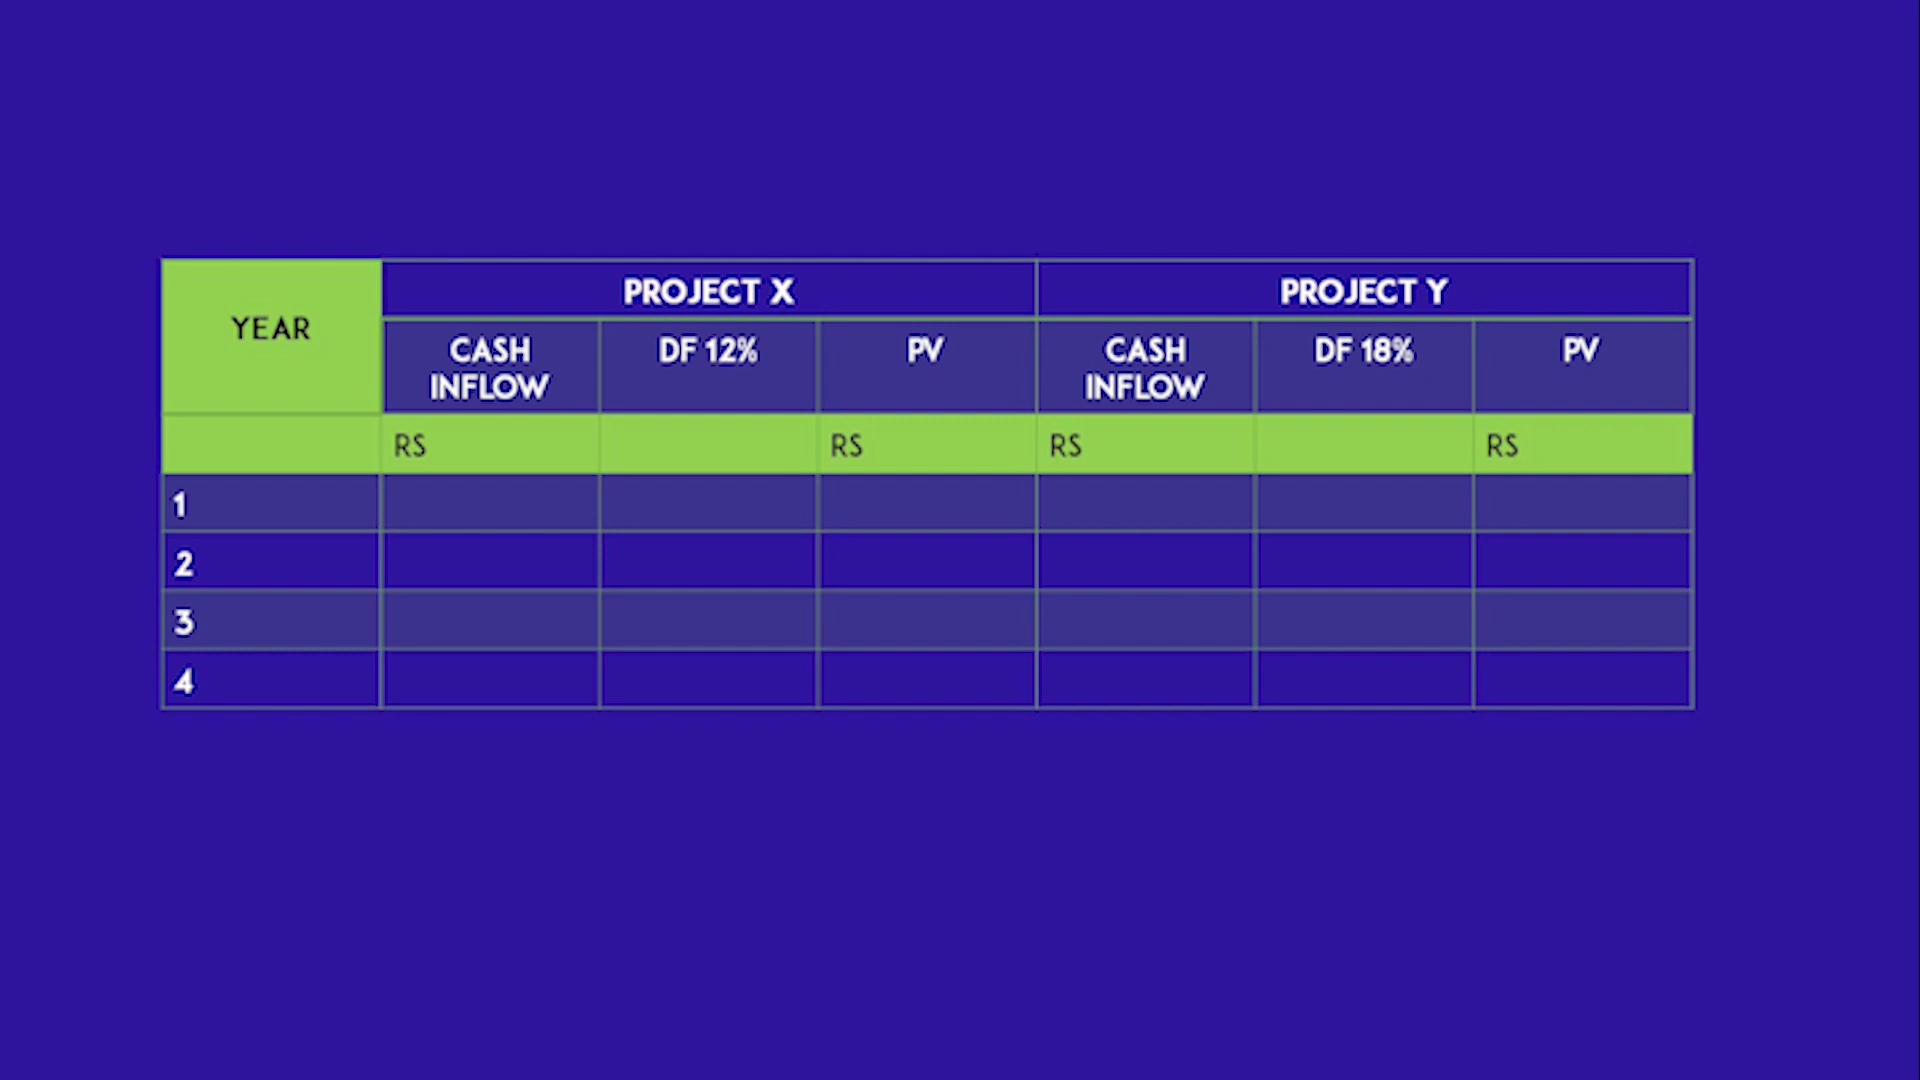 YEAR
PROJECT X
PROJECT Y
CASH
INFLOW
DF 12%
PV
CASH
INFLOW
DF 18%
PV
RS
RS
RS
RS
1
2
3
4